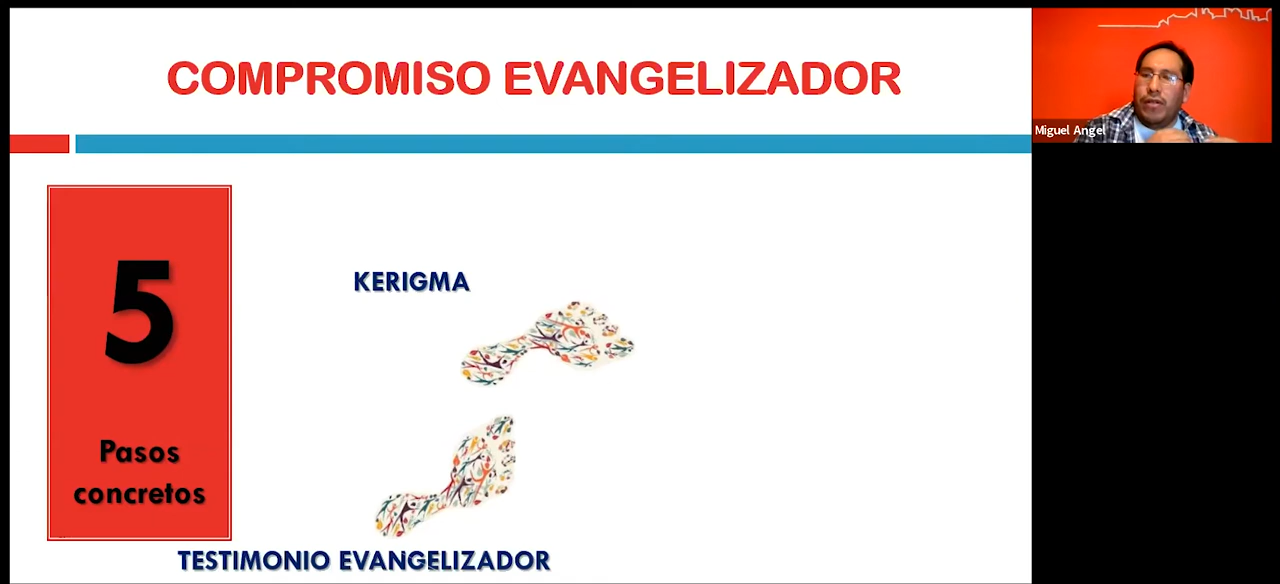 COMPROMISO EVANGELIZADOR
Miguel Angel
5
Pasos
concretos
KERIGMA
TESTIMONIO EVANGELIZADOR